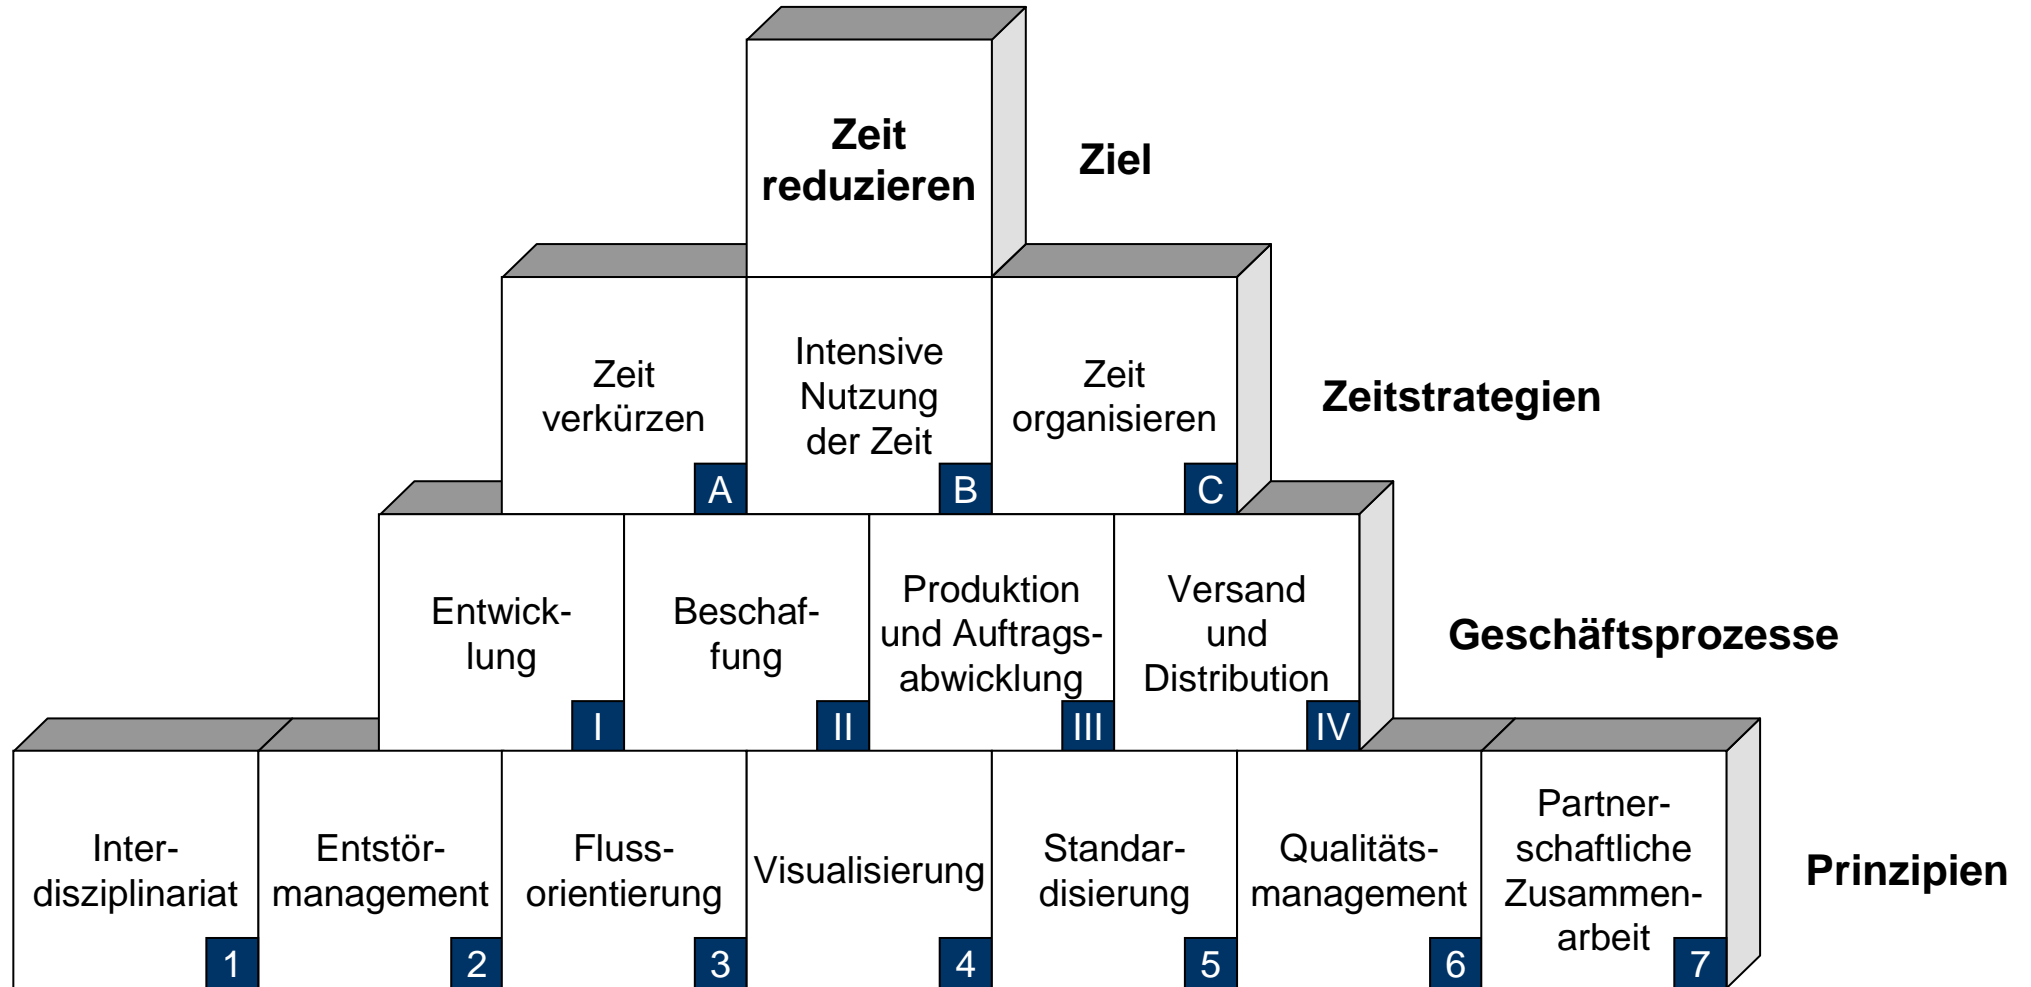 Zeit
reduzieren
Ziel
Zeit
verkürzen
A
Intensive
Nutzung
der Zeit
B
Zeit
organisieren
C
Zeitstrategien
Entwick-
lung
I
Beschaf-
fung
II
Produktion
und Auftrags-
abwicklung
III
Versand
und
Distribution
IV
Geschäftsprozesse
Inter-
disziplinariat
1
Entstör-
management
2
Fluss-
orientierung
3
Visualisierung
4
Standar-
disierung
5
Qualitäts-
management
6
Partner-
schaftliche
Zusammen-
arbeit
7
Prinzipien